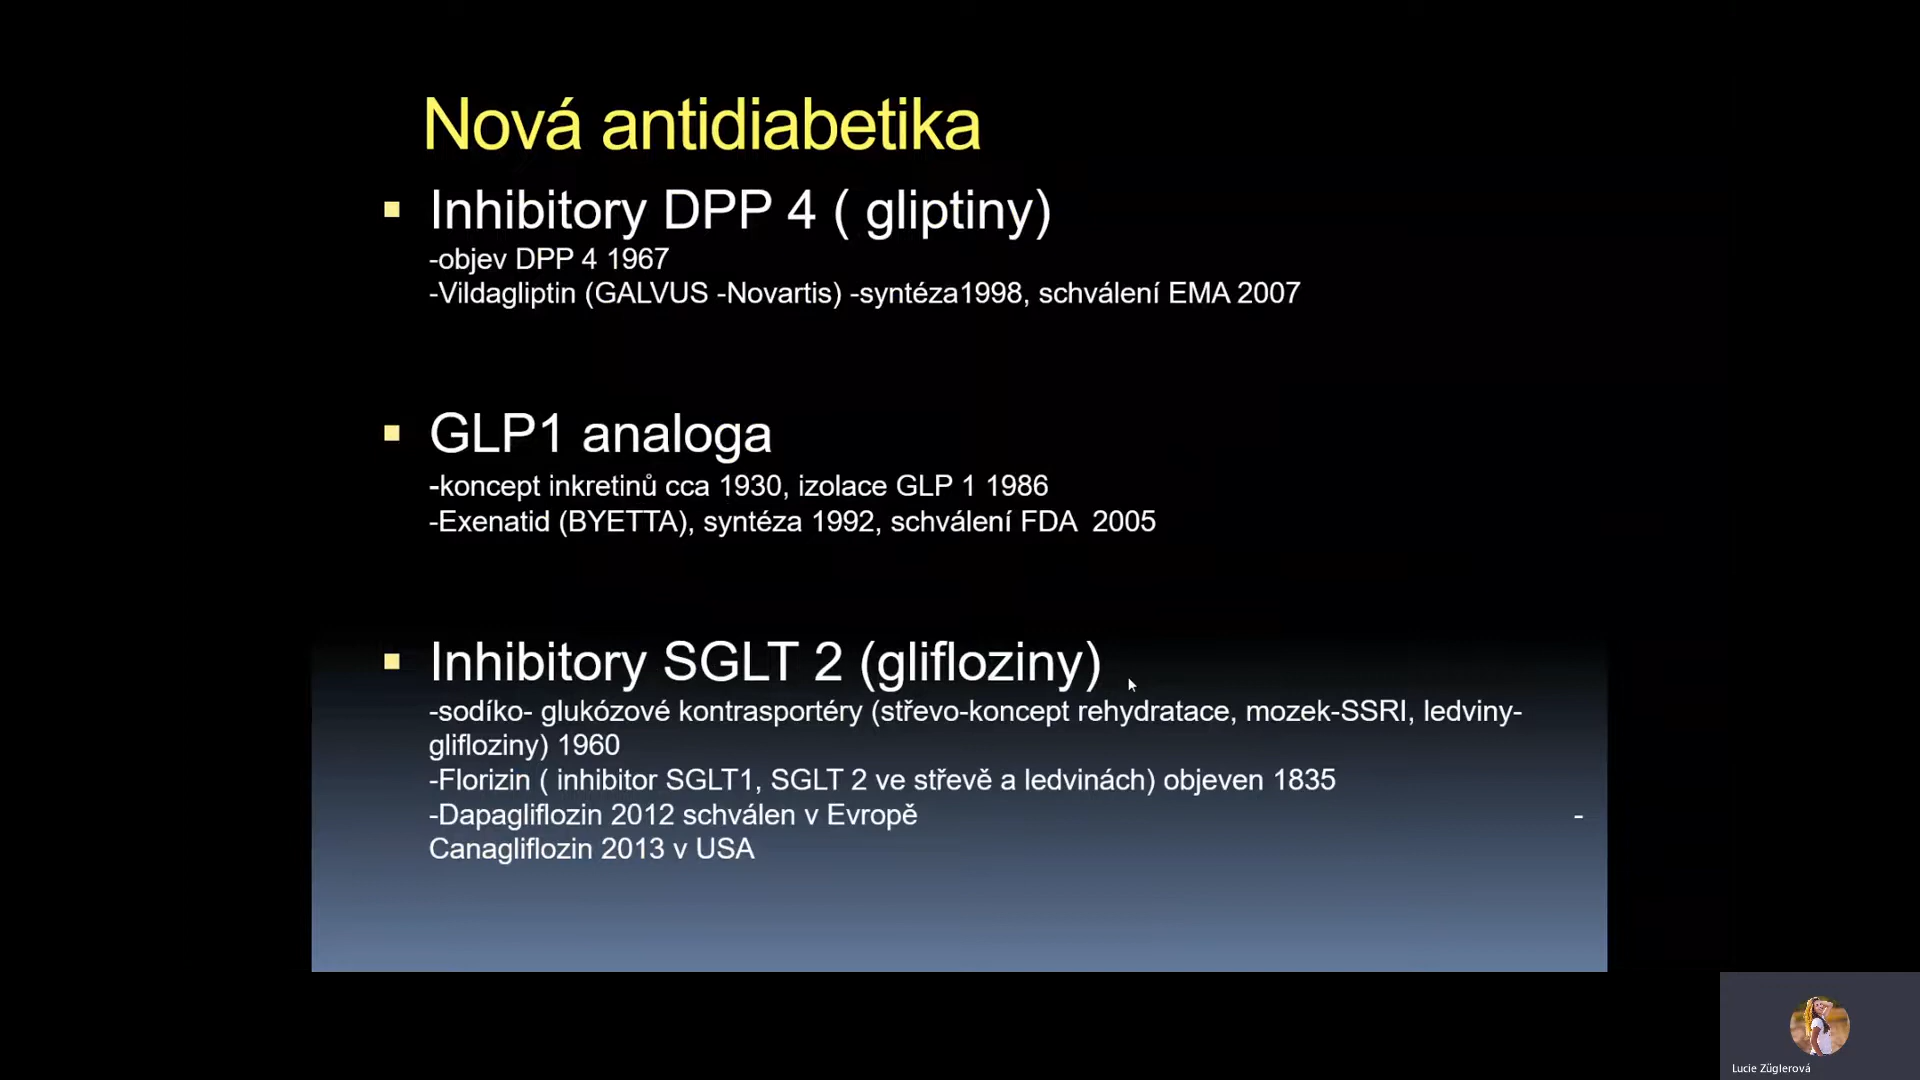 Nová antidiabetika
▪ Inhibitory DPP 4 ( gliptiny)
-objev DPP 4 1967
-Vildagliptin (GALVUS -Novartis) -syntéza1998, schválení EMA 2007
▪ GLP1 analoga
-koncept inkretinů cca 1930, izolace GLP 1 1986
-Exenatid (BYETTA), syntéza 1992, schválení FDA  2005
▪ Inhibitory SGLT 2 (glifloziny)
-sodíko- glukózové kontrasportéry (střevo-koncept rehydratace, mozek-SSRI, ledviny-
glifloziny) 1960
-Florizin ( inhibitor SGLT1, SGLT 2 ve střevě a ledvinách) objeven 1835
-Dapagliflozin 2012 schválen v Evropě -
Canagliflozin 2013 v USA
Lucie Züglerová